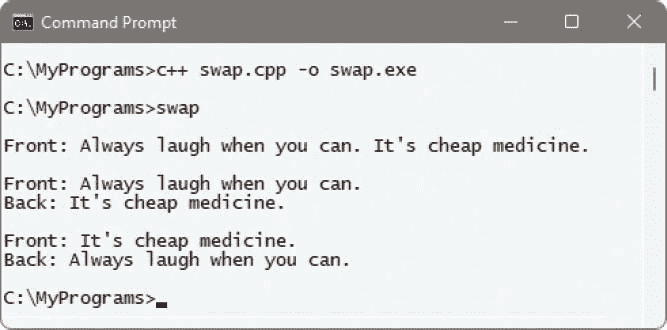 Command Prompt
C:\MyPrograms>c++ swap.cpp -o swap.exe
C:\MyPrograms>swap
Front: Always laugh when you can. It's cheap medicine.
Front: Always laugh when you can.
Back: It's cheap medicine.
Front: It's cheap medicine.
Back: Always laugh when you can.
C:\MyPrograms>_